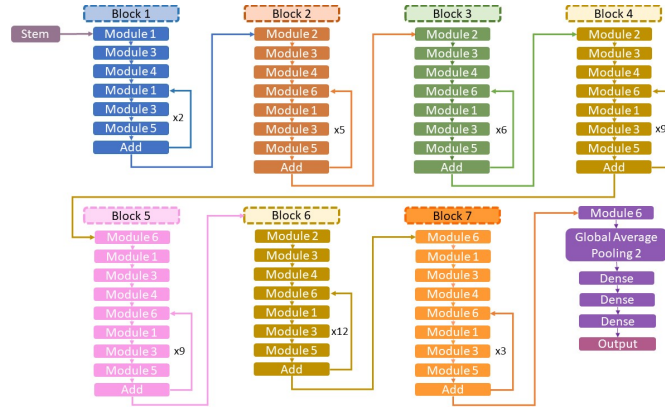 Block 1
Block 2
Block 3
Block 4
Stem
Module 1
Module 3
Module 4
Module 1
Module 3
Module 5
Add
x2
Module 2
Module 3
Module 4
Module 6
Module 1
Module 3
Module 5
Add
x5
Module 2
Module 3
Module 4
Module 6
Module 1
Module 3
Module 5
Add
x6
Module 2
Module 3
Module 4
Module 6
Module 1
Module 3
Module 5
Add
x9
Block 5
Block 6
Block 7
Module 6
Module 1
Module 3
Module 4
Module 6
Module 1
Module 3
Module 5
Add
x9
Module 2
Module 3
Module 4
Module 6
Module 1
Module 3
Module 5
Add
x12
Module 6
Module 1
Module 3
Module 4
Module 6
Module 1
Module 3
Module 5
Add
x3
Module 6
Global Average
Pooling 2
Dense
Dense
Dense
Output